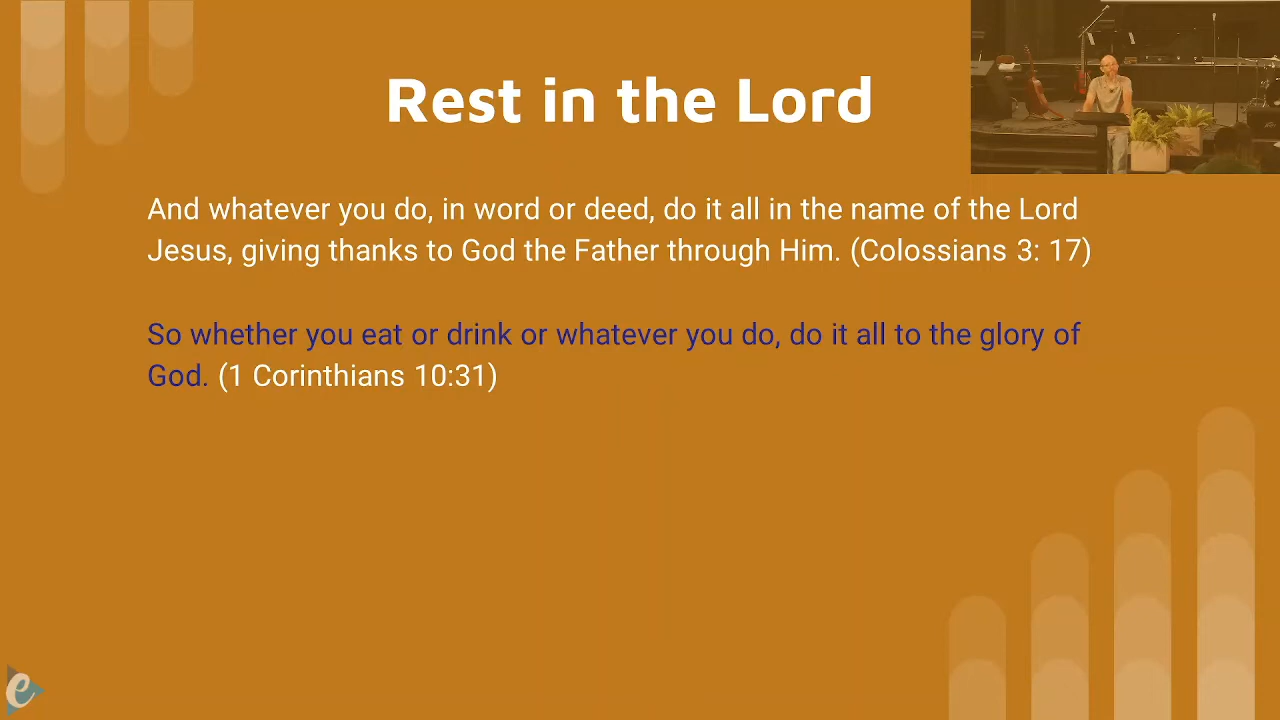 Rest in the Lord
And whatever you do, in word or deed, do it all in the name of the Lord
Jesus, giving thanks to God the Father through Him. (Colossians 3: 17)
So whether you eat or drink or whatever you do, do it all to the glory of
God. (1 Corinthians 10:31)
e